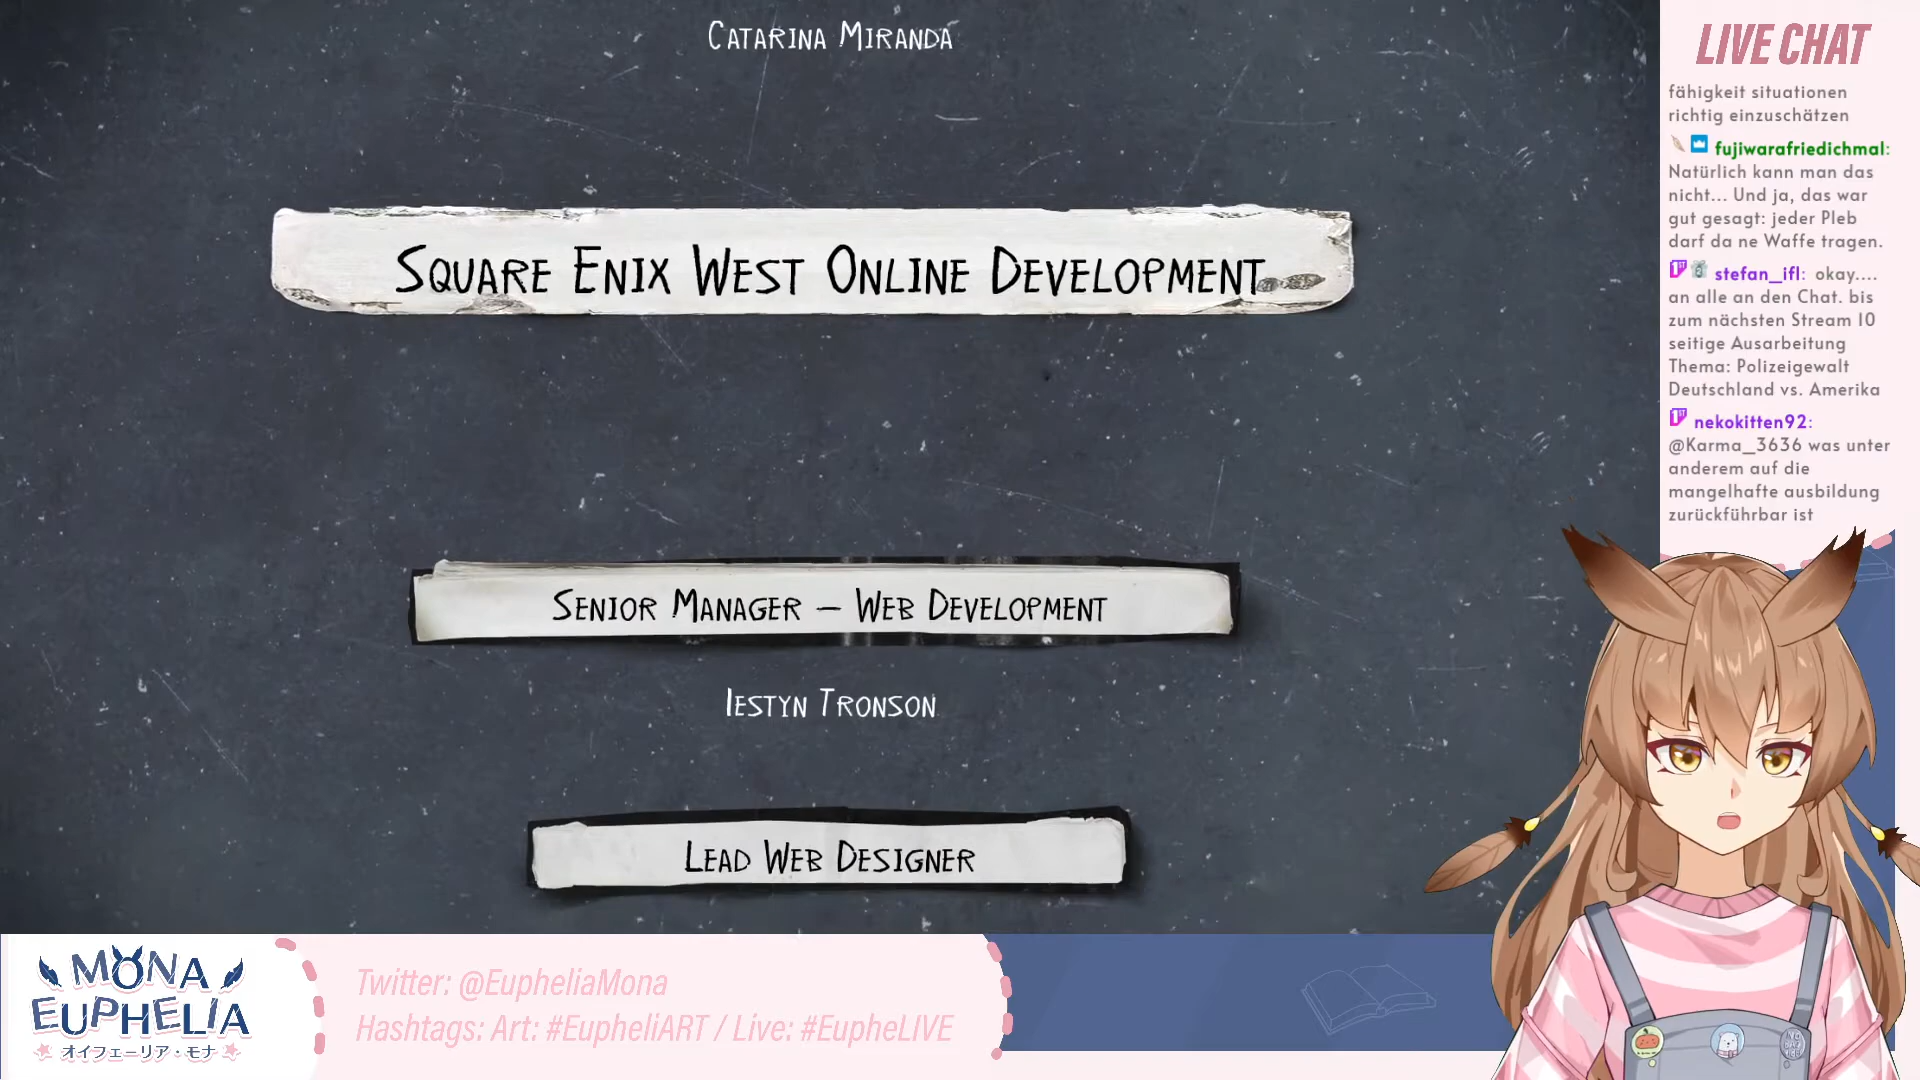 Catarina Miranda
Square Enix West Online Development
Senior Manager – Web Development
Iestyn Tronson
Lead Web Designer
LIVE CHAT
fähigkeit situationen
richtig einzuschätzen
fujiwarafriedichmal:
Natürlich kann man das
nicht... Und ja, das war
gut gesagt: jeder Pleb
darf da ne Waffe tragen.
stefan_ifl: okay....
an alle an den Chat. bis
zum nächsten Stream 10
seitige Ausarbeitung
Thema: Polizeigewalt
Deutschland vs. Amerika
nekokitten92:
@Karma_3636 was unter
anderem auf die
mangelhafte ausbildung
zurückführbar ist
MONA
EUPHELIA
オイフェーリア・モナ
Twitter: @EupheliaMona
Hashtags: Art: #EupheliART / Live: #EupheLIVE